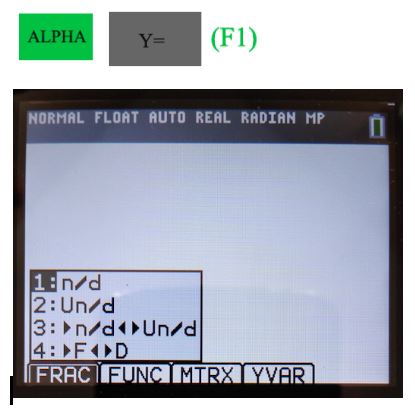 ALPHA Y= (F1)
NORMAL FLOAT AUTO REAL RADIAN MP
1:n/d
2:Un/d
3:▶n/d◀▶Un/d
4:▶F◀▶D
FRAC FUNC MTRX YVAR